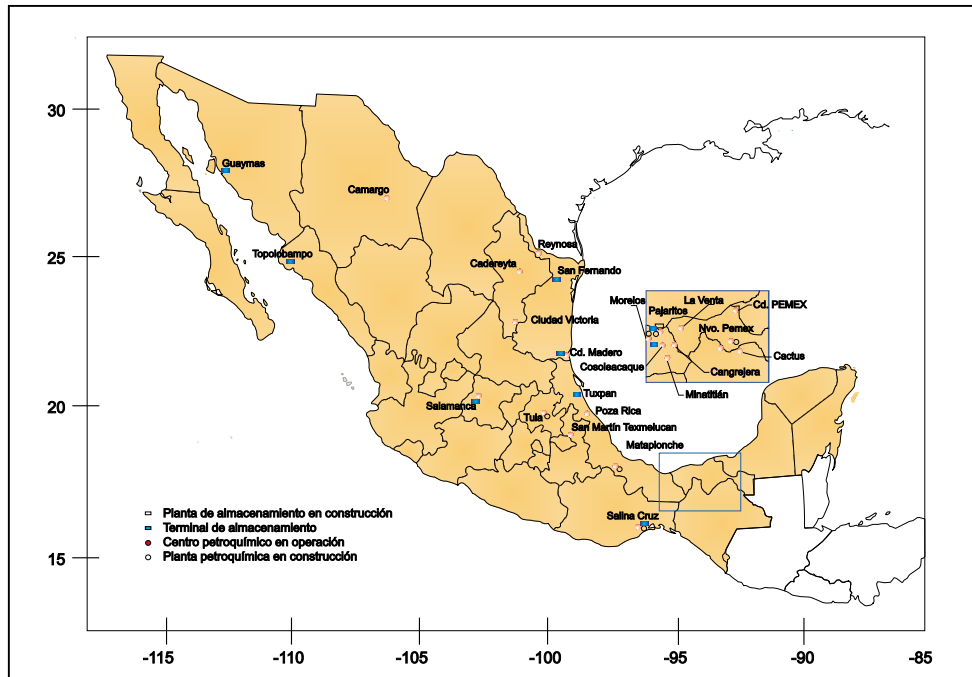 30
25
20
15
Guaymas
Camargo
Topolobampo
Reynosa
Cadereyta
San Fernando
Ciudad Victoria
Cd. Madero
Salamanca
Tuxpan
Tula
Poza Rica
San Martín Texmelucan
Matapionche
Salina Cruz
Morelos
La Venta
Cd. PEMEX
Pajaritos
Nvo. Pemex
Cosoleacaque
Cactus
Cangrejera
Minatitlán
Planta de almacenamiento en construcción
Terminal de almacenamiento
Centro petroquímico en operación
Planta petroquímica en construcción
-115 -110 -105 -100 -95 -90 -85